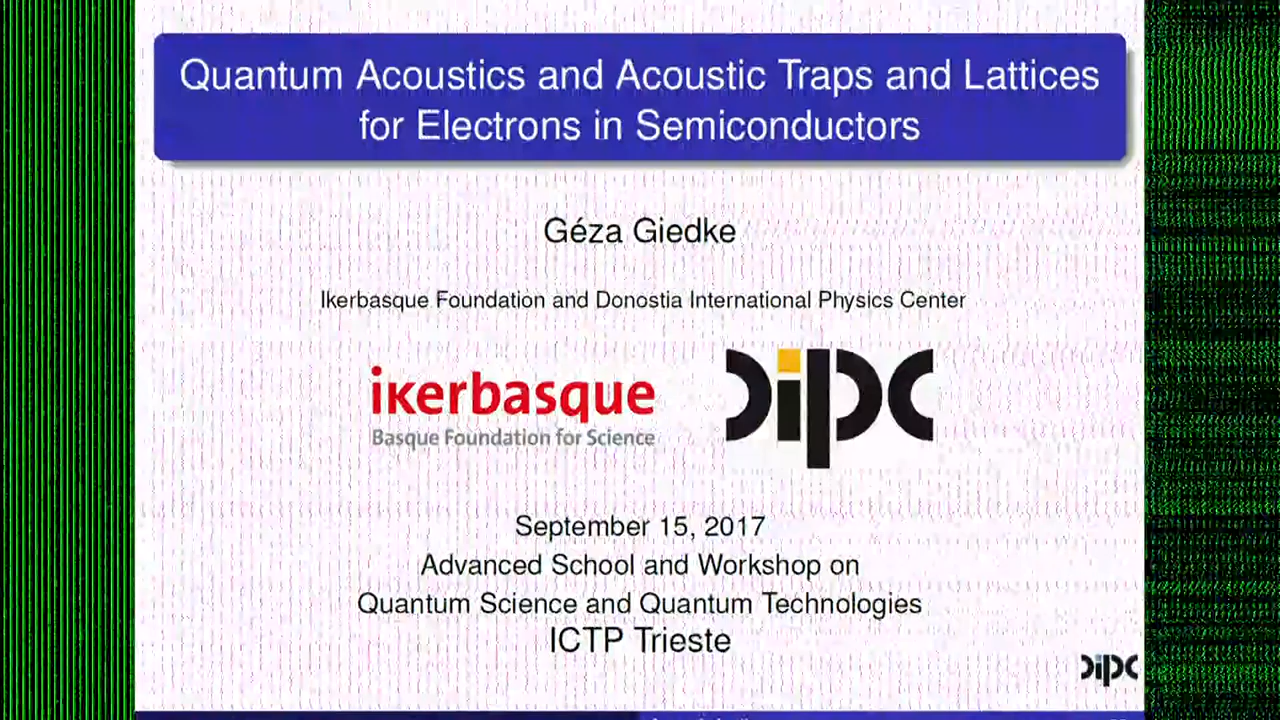 Quantum Acoustics and Acoustic Traps and Lattices
for Electrons in Semiconductors
Géza Giedke
Ikerbasque Foundation and Donostia International Physics Center
ikerbasque
Basque Foundation for Science
dipc
September 15, 2017
Advanced School and Workshop on
Quantum Science and Quantum Technologies
ICTP Trieste
dipc